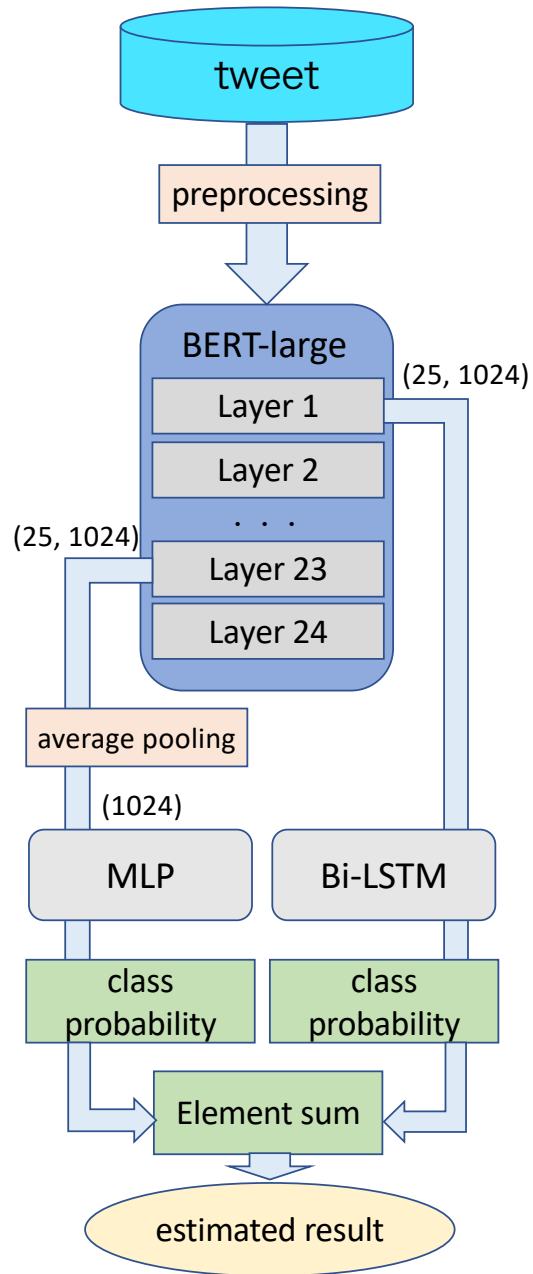 tweet
preprocessing
BERT-large
(25, 1024)
Layer 1
Layer 2
. . .
(25, 1024)
Layer 23
Layer 24
average pooling
(1024)
MLP
Bi-LSTM
class
probability
class
probability
Element sum
estimated result